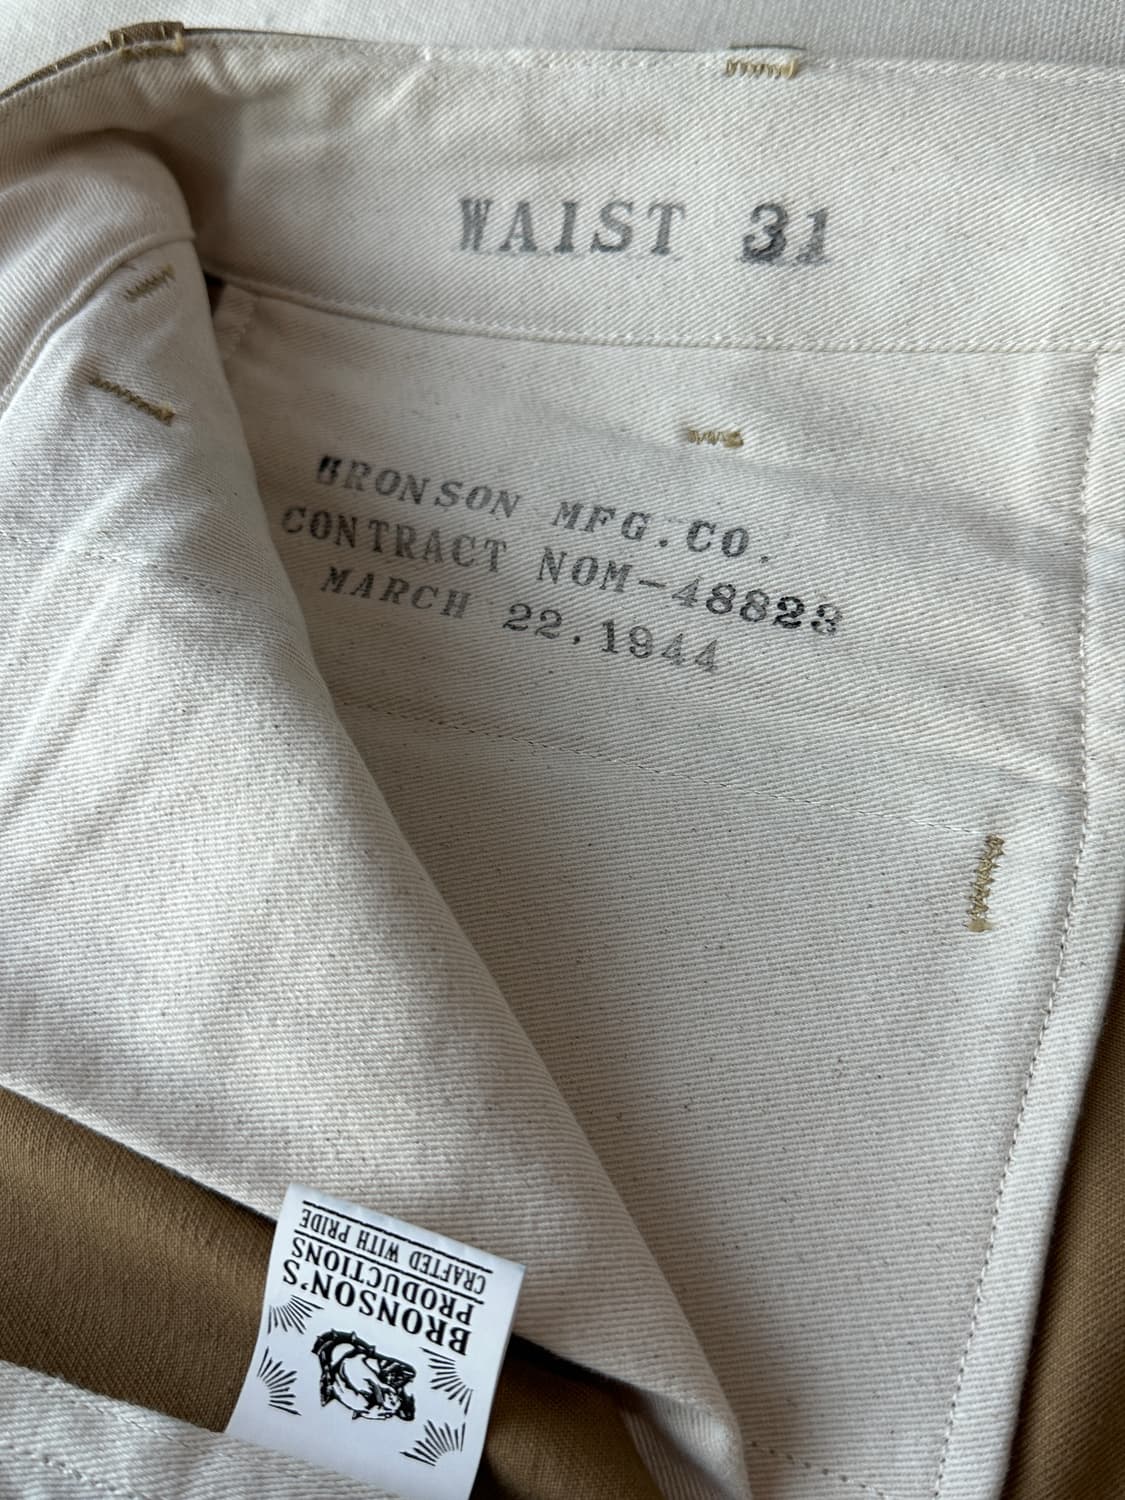 WAIST 31
BRONSON MFG.CO.
CONTRACT NOM-48823
MARCH 22.1944
BRONSON'S
PRODUCTIONS
CRAFTED WITH PRIDE